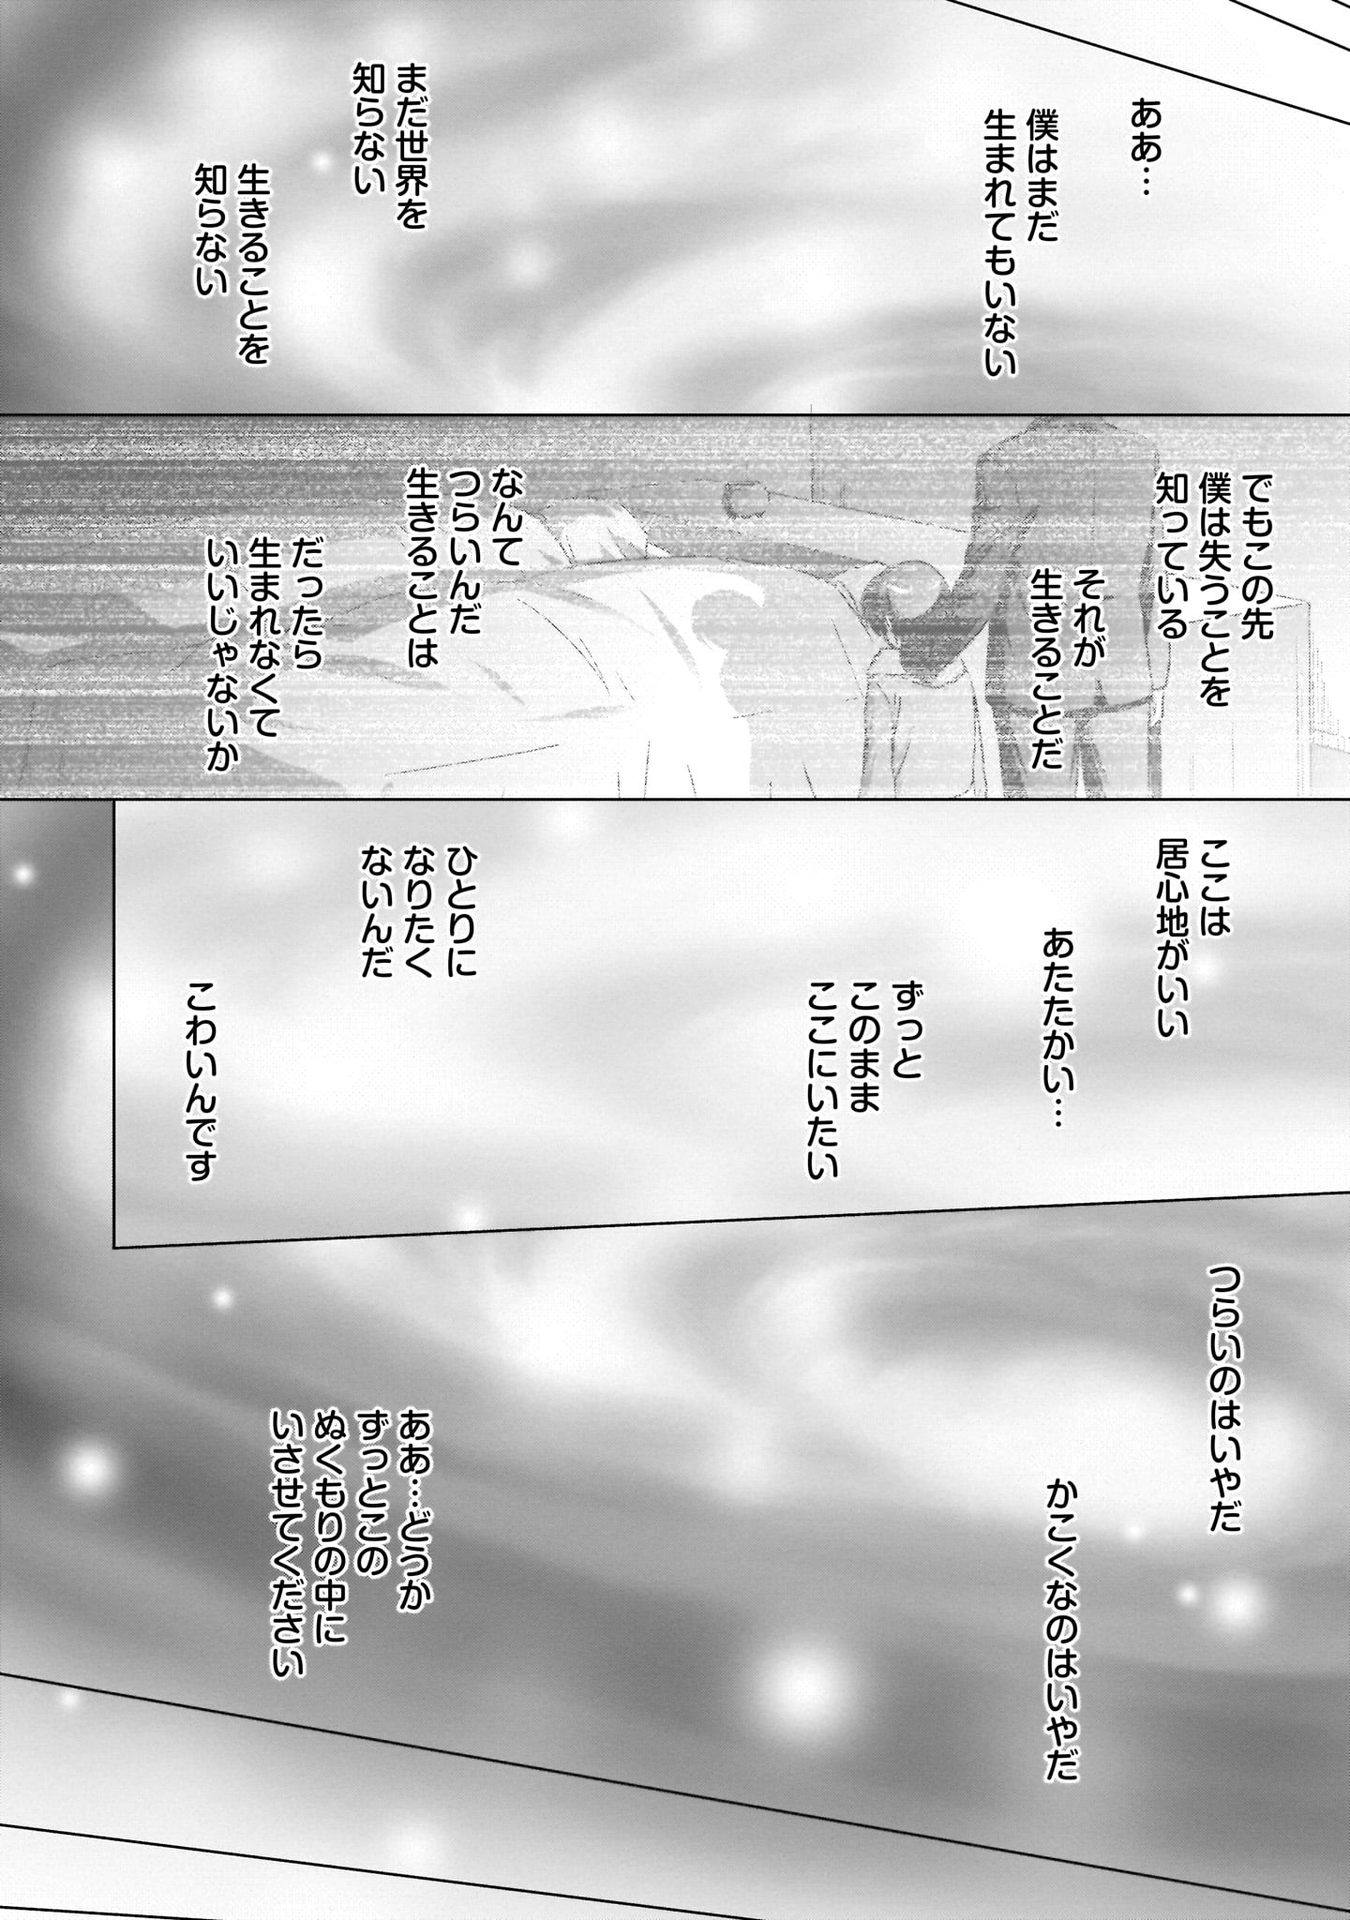 ああ…
僕はまだ
生まれてもいない
まだ世界を
知らない
生きることを
知らない
でもこの先
僕は失うことを
知っている
それが
生きることだ
なんて
つらいんだ
生きることは
だったら
生まれなくて
いいじゃないか
ここは
居心地がいい
あたたかい…
ずっと
このまま
ここにいたい
ひとりに
なりたく
ないんだ
こわいんです
つらいのはいやだ
かこくなのはいやだ
ああ…どうか
ずっとこの
ぬくもりの中に
いさせてください